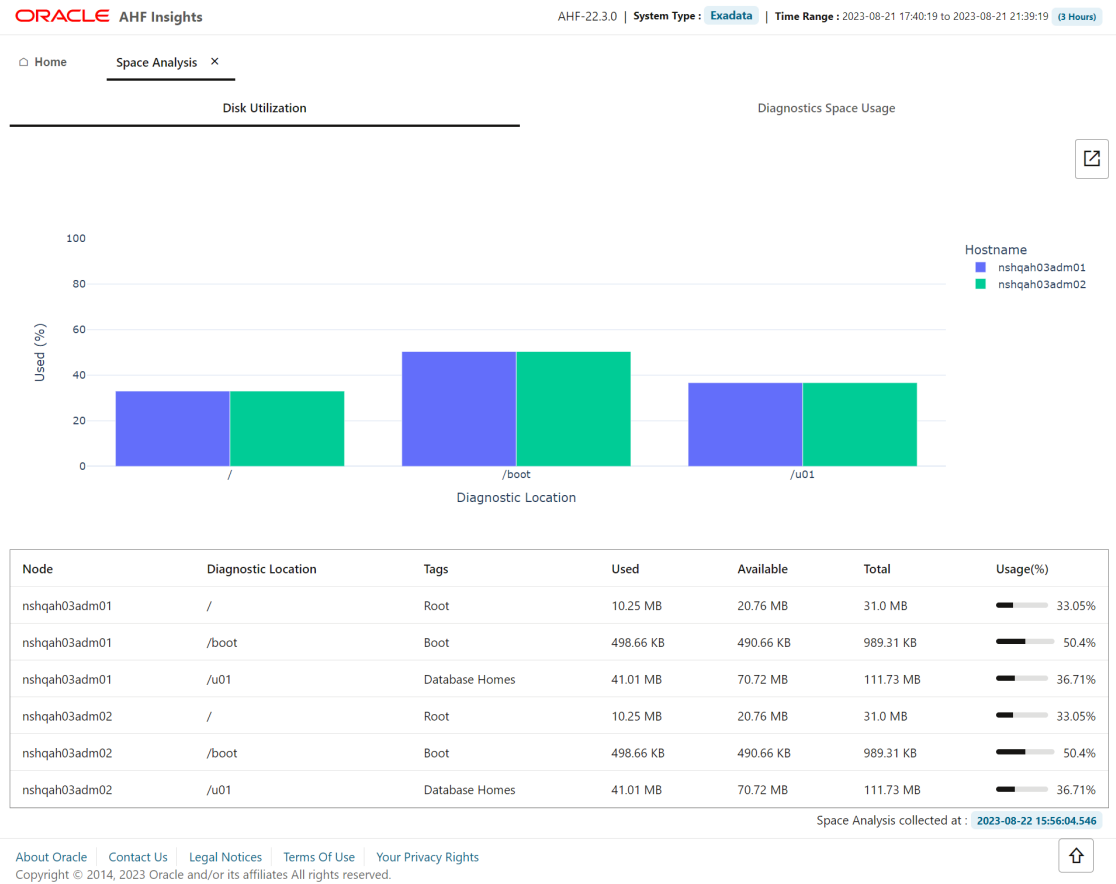 ORACLE AHF Insights AHF-22.3.0 | System Type : Exadata | Time Range : 2023-08-21 17:40:19 to 2023-08-21 21:39:19 (3 Hours)
Home Space Analysis ✕
Disk Utilization Diagnostics Space Usage
100
80
60
40
20
0
Used (%)
/ /boot /u01
Diagnostic Location
Hostname
nshqah03adm01
nshqah03adm02
Node Diagnostic Location Tags Used Available Total Usage(%)
nshqah03adm01 / Root 10.25 MB 20.76 MB 31.0 MB 33.05%
nshqah03adm01 /boot Boot 498.66 KB 490.66 KB 989.31 KB 50.4%
nshqah03adm01 /u01 Database Homes 41.01 MB 70.72 MB 111.73 MB 36.71%
nshqah03adm02 / Root 10.25 MB 20.76 MB 31.0 MB 33.05%
nshqah03adm02 /boot Boot 498.66 KB 490.66 KB 989.31 KB 50.4%
nshqah03adm02 /u01 Database Homes 41.01 MB 70.72 MB 111.73 MB 36.71%
Space Analysis collected at : 2023-08-22 15:56:04.546
About Oracle Contact Us Legal Notices Terms Of Use Your Privacy Rights
Copyright © 2014, 2023 Oracle and/or its affiliates All rights reserved.